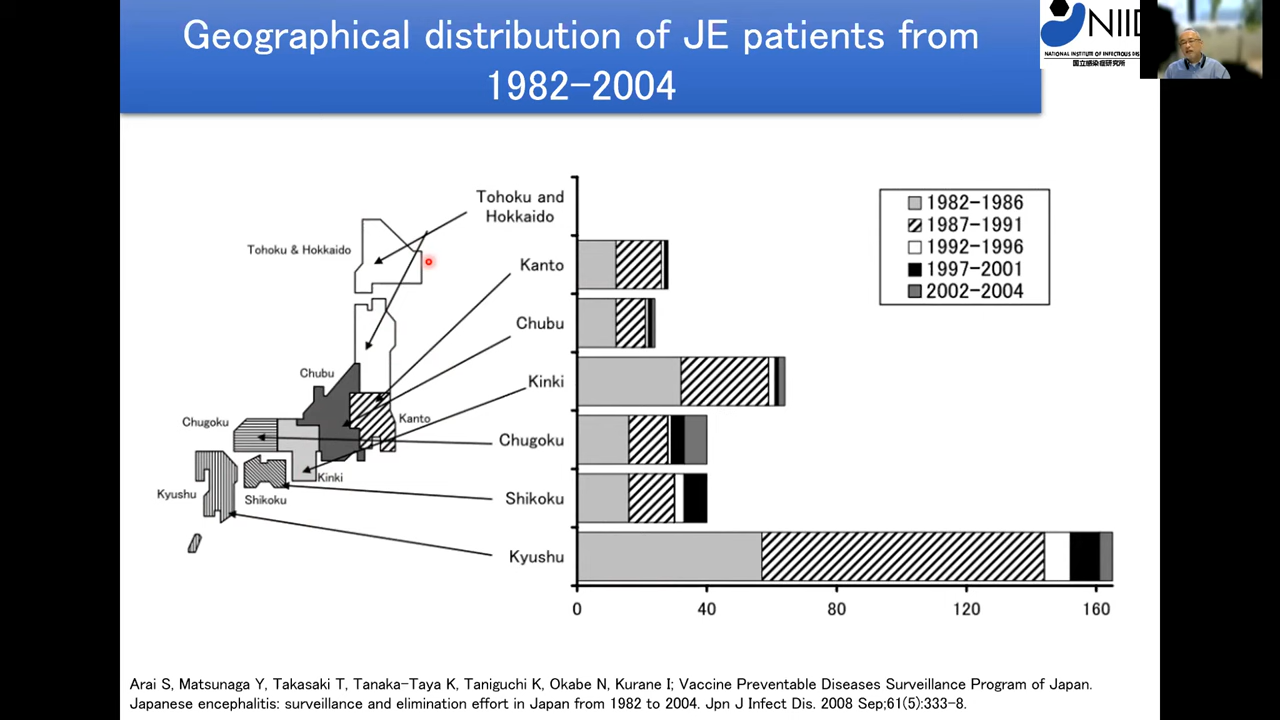 Geographical distribution of JE patients from
1982-2004
NII
NATIONAL INSTITUTE OF INFECTIOUS DIS
国立感染症研究所
Tohoku & Hokkaido
Chubu
Kanto
Chugoku
Kinki
Kyushu
Shikoku
Tohoku and
Hokkaido
Kanto
Chubu
Kinki
Chugoku
Shikoku
Kyushu
0
40
80
120
160
1982-1986
1987-1991
1992-1996
1997-2001
2002-2004
Arai S, Matsunaga Y, Takasaki T, Tanaka-Taya K, Taniguchi K, Okabe N, Kurane I; Vaccine Preventable Diseases Surveillance Program of Japan.
Japanese encephalitis: surveillance and elimination effort in Japan from 1982 to 2004. Jpn J Infect Dis. 2008 Sep;61(5):333-8.